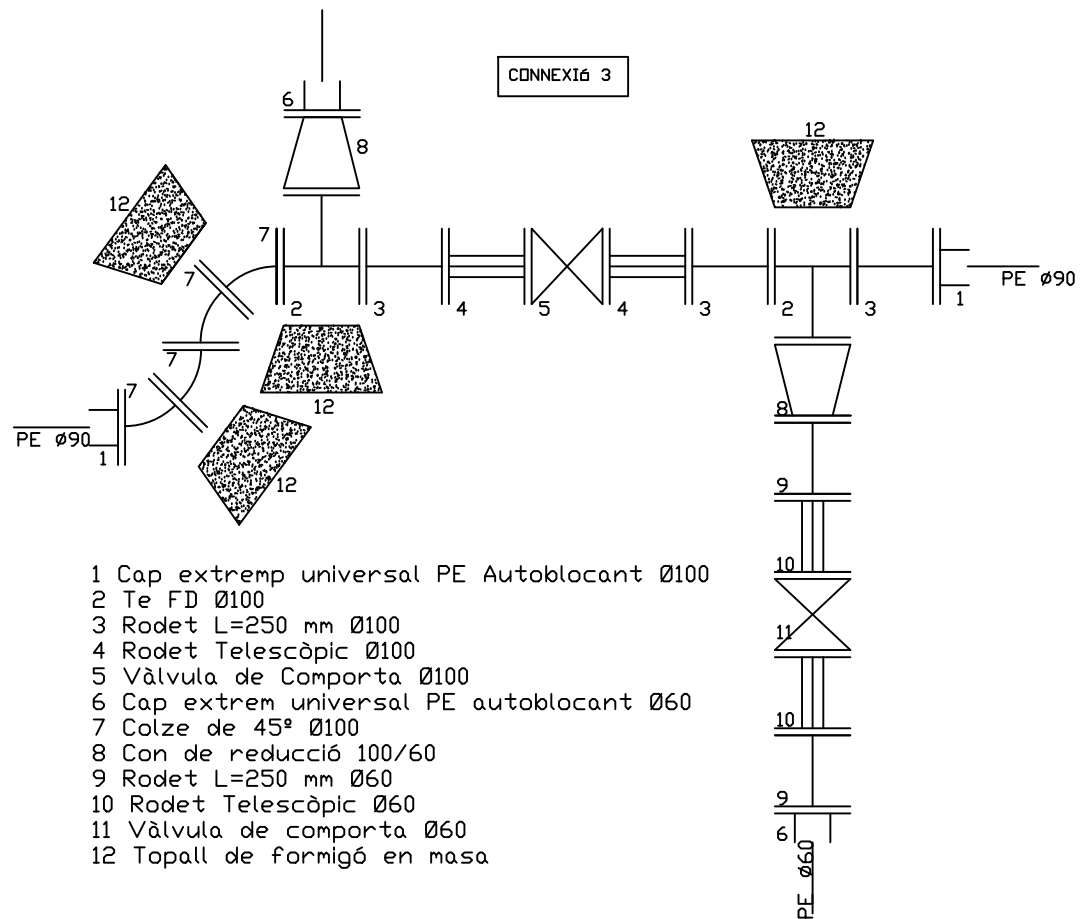 CONNEXIó 3
6
8
12
12
7
7
2
3
4
5
4
3
2
3
1
PE Ø90
7
7
12
8
PE Ø90
1
12
9
10
11
10
9
6
PE Ø60
1 Cap extremp universal PE Autoblocant Ø100
2 Te FD Ø100
3 Rodet L=250 mm Ø100
4 Rodet Telescòpic Ø100
5 Vàlvula de Comporta Ø100
6 Cap extrem universal PE autoblocant Ø60
7 Colze de 45º Ø100
8 Con de reducció 100/60
9 Rodet L=250 mm Ø60
10 Rodet Telescòpic Ø60
11 Vàlvula de comporta Ø60
12 Topall de formigó en masa